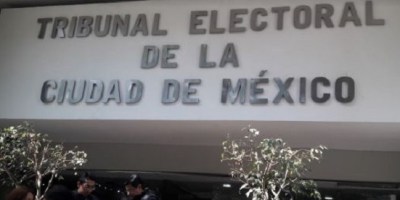 TRIBUNAL ELECTORAL
DE LA
CIUDAD DE MÉXICO